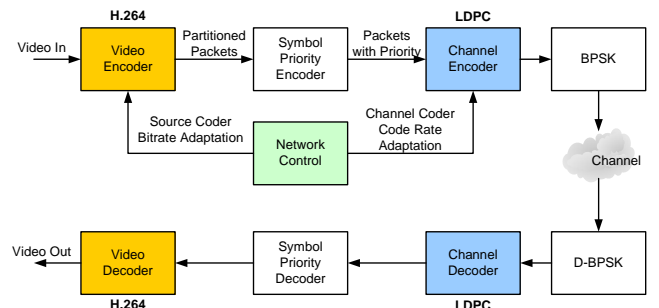 H.264
LDPC
Video In
Video
Encoder
Partitioned
Packets
Symbol
Priority
Encoder
Packets
with Priority
Channel
Encoder
BPSK
Source Coder
Bitrate Adaptation
Network
Control
Channel Coder
Code Rate
Adaptation
Channel
Video Out
Video
Decoder
Symbol
Priority
Decoder
Channel
Decoder
D-BPSK
H.264
LDPC